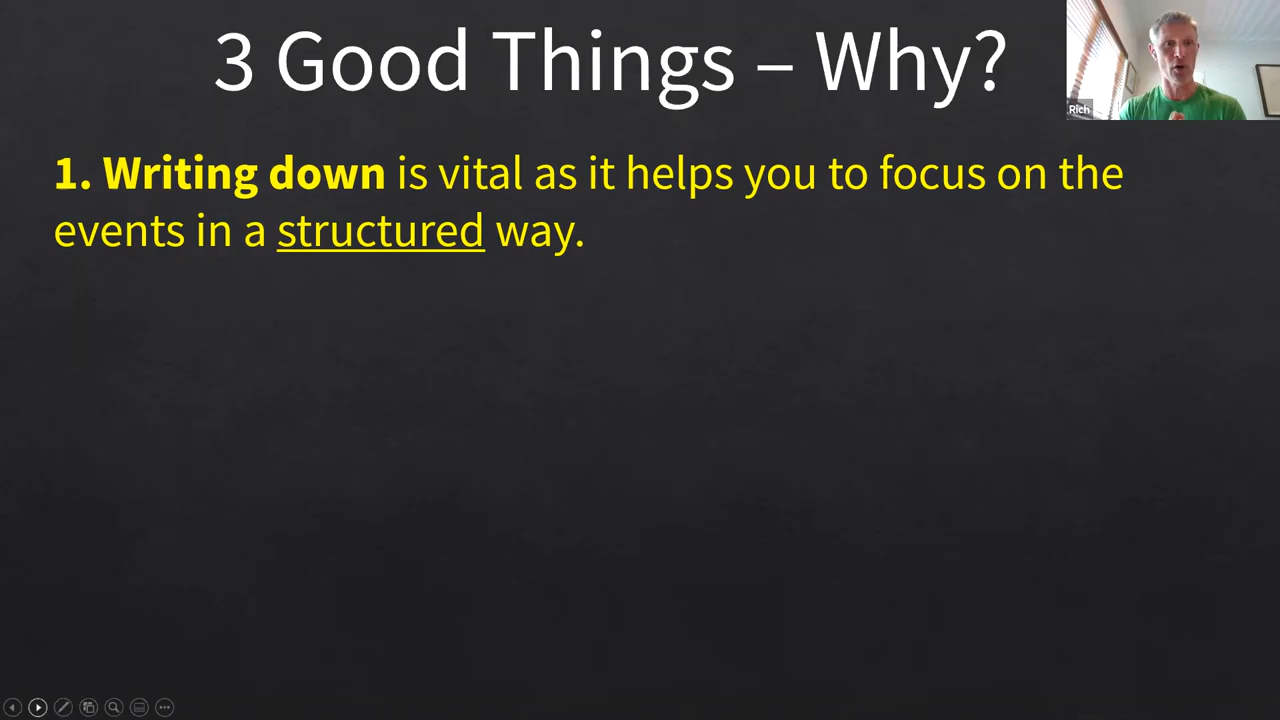 3 Good Things – Why?
1. Writing down is vital as it helps you to focus on the
events in a structured way.
Rich